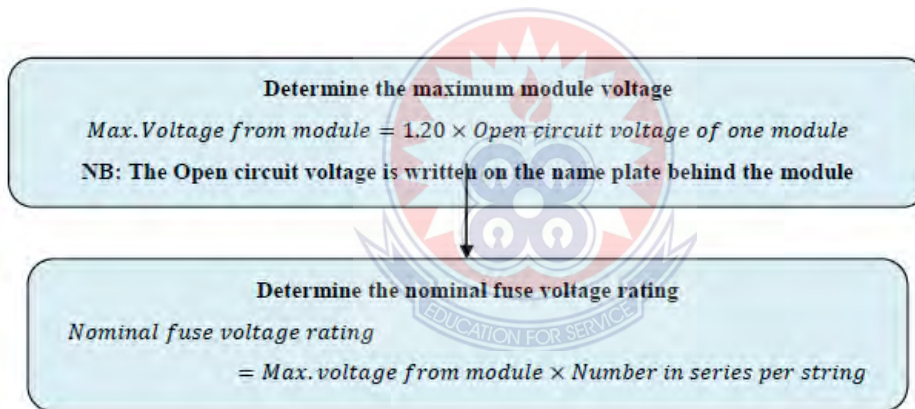 Determine the maximum module voltage
Max.Voltage from module = 1.20 × Open circuit voltage of one module
NB: The Open circuit voltage is written on the name plate behind the module
Determine the nominal fuse voltage rating
Nominal fuse voltage rating
= Max.voltage from module × Number in series per string
EDUCATION FOR SERVICE